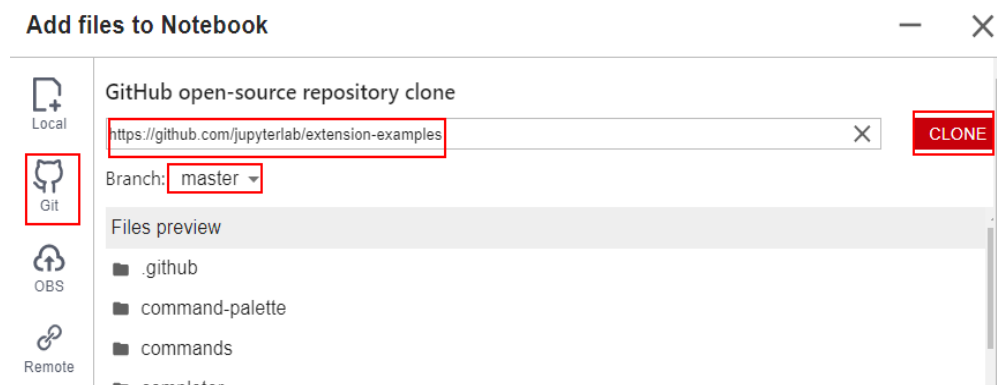 Add files to Notebook
Local
Git
OBS
Remote
GitHub open-source repository clone
https://github.com/jupyterlab/extension-examples
CLONE
Branch: master
Files preview
.github
command-palette
commands